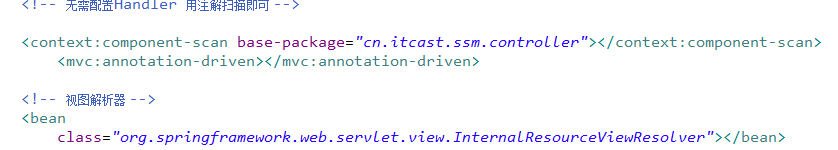 <!-- 无需配置Handler 用注解扫描即可 -->
<context:component-scan base-package="cn.itcast.ssm.controller"></context:component-scan>
<mvc:annotation-driven></mvc:annotation-driven>
<!-- 视图解析器 -->
<bean
class="org.springframework.web.servlet.view.InternalResourceViewResolver"></bean>